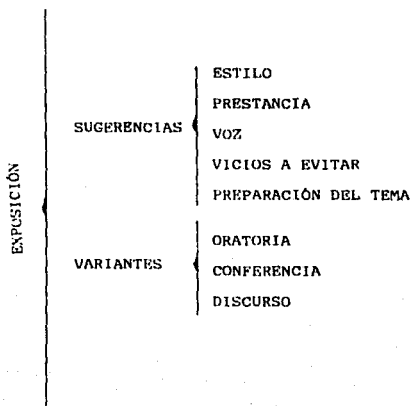 EXPOSICIÓN
SUGERENCIAS
ESTILO
PRESTANCIA
VOZ
VICIOS A EVITAR
PREPARACIÓN DEL TEMA
VARIANTES
ORATORIA
CONFERENCIA
DISCURSO